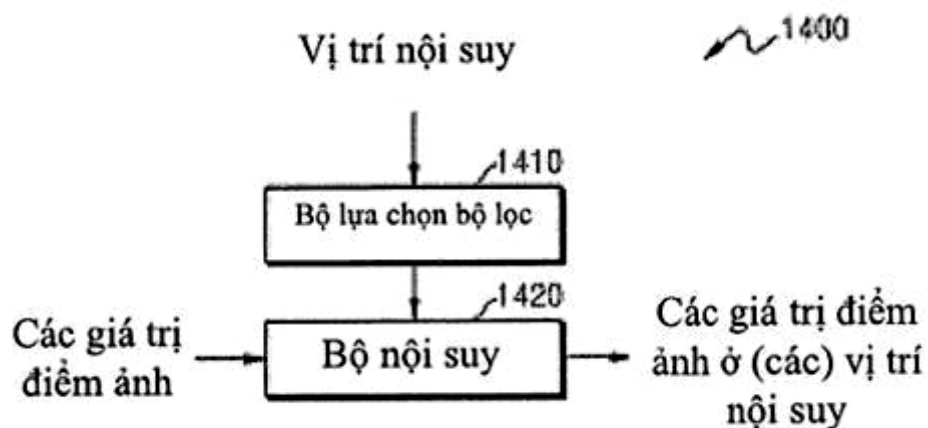 Vị trí nội suy
1400
1410
Bộ lựa chọn bộ lọc
1420
Các giá trị
điểm ảnh
Bộ nội suy
Các giá trị điểm
ảnh ở (các) vị trí
nội suy